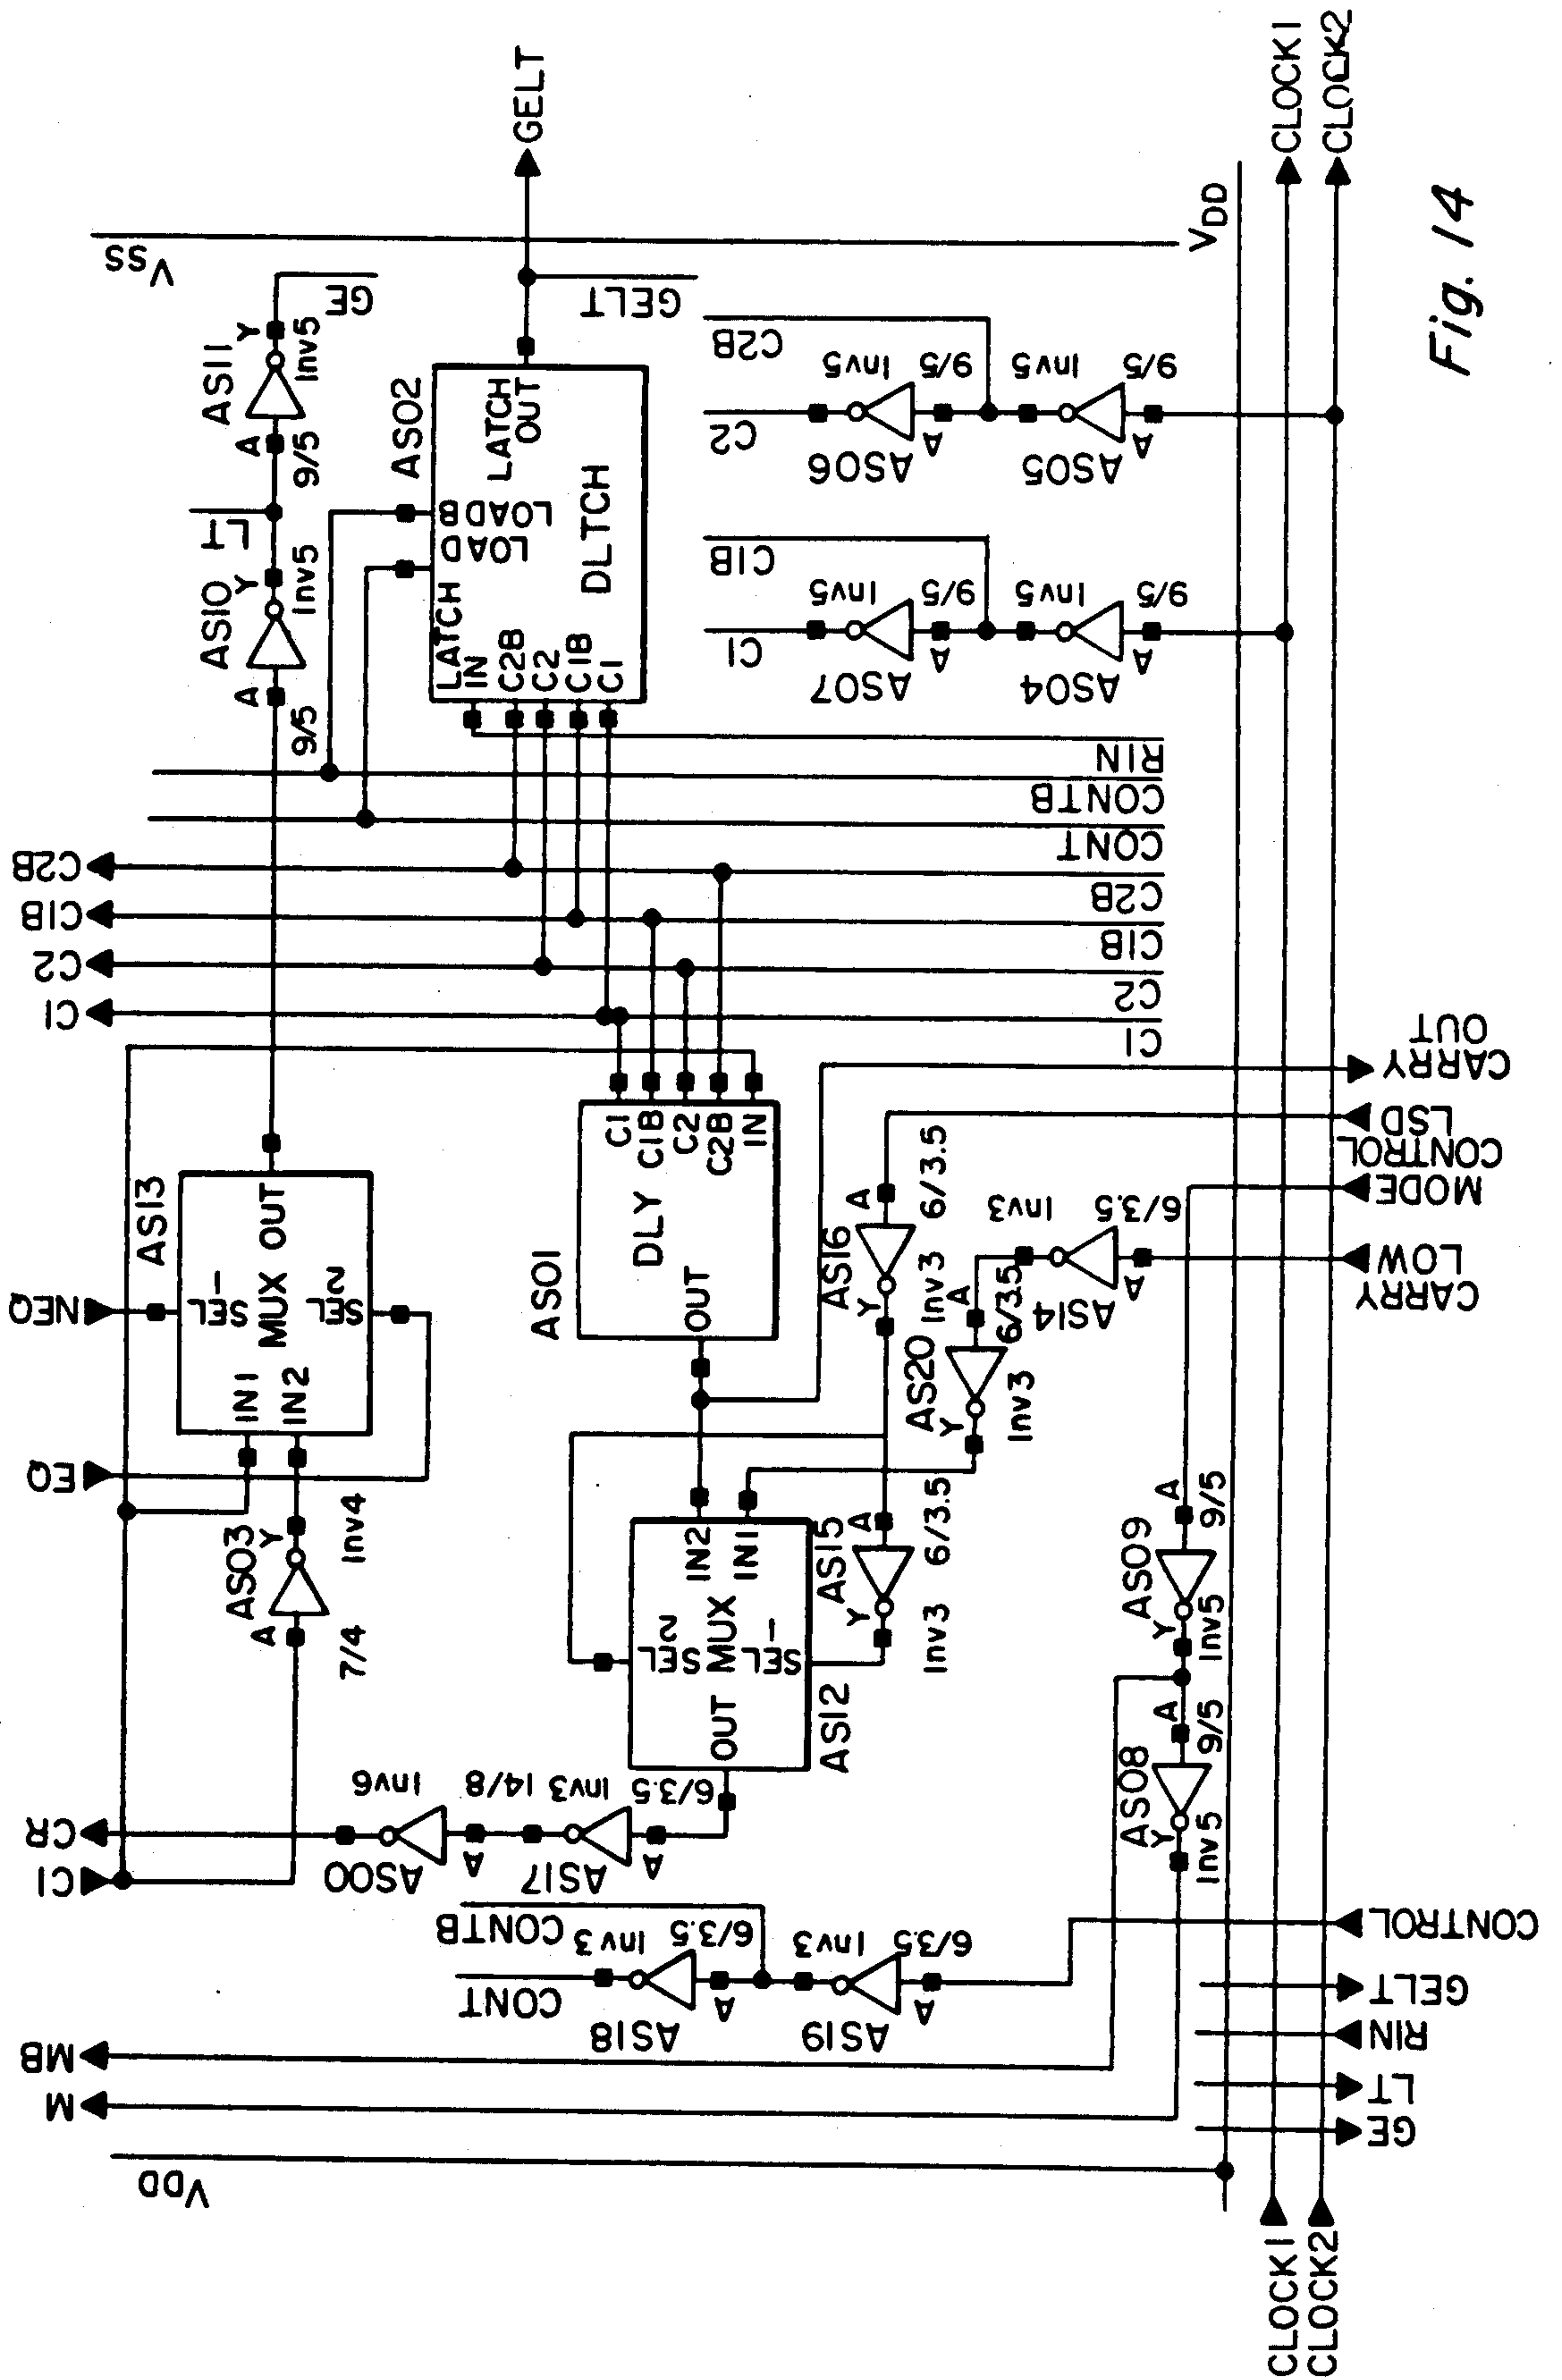 Fig. 14
VDD
VSS
M
MB
CI
CR
EQ
NEQ
C1
C2
C1B
C2B
AS03
A
Y
7/4
Inv4
AS13
IN1
IN2
SEL
1
MUX
OUT
SEL
2
AS10
A
Y
9/5
Inv5
LT
AS11
A
Y
9/5
Inv5
GE
AS02
LATCH
IN
LOAD
LOADB
LATCH
OUT
C2B
C2
C1B
C1
DLTCH
GELT
GELT
AS00
A
14/8
Inv6
AS17
A
6/3.5
Inv3
AS12
OUT
SEL
2
MUX
SEL
1
IN2
IN1
AS01
OUT
DLY
C1
C1B
C2
C2B
IN
CONT
CONTB
AS18
A
6/3.5
Inv3
AS19
A
6/3.5
Inv3
AS15
A
Y
6/3.5
Inv3
AS16
A
Y
6/3.5
Inv3
AS20
A
Y
6/3.5
Inv3
AS14
A
6/3.5
Inv3
AS08
A
Y
9/5
Inv5
AS09
A
Y
9/5
Inv5
C1
C2
C1B
C2B
CONT
CONTB
RIN
C1
C1B
AS07
A
9/5
Inv5
AS04
A
9/5
Inv5
C2
C2B
AS06
A
9/5
Inv5
AS05
A
9/5
Inv5
VDD
CLOCK1
CLOCK2
GE
LT
RIN
GELT
CONTROL
CARRY
LOW
MODE
CONTROL
LSD
CARRY
OUT
CLOCK1
CLOCK2